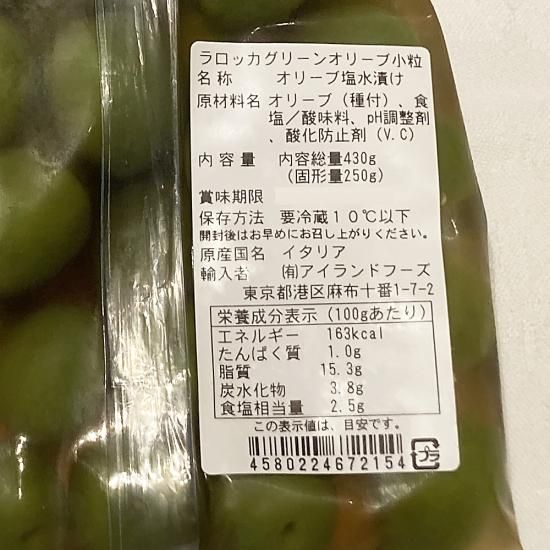 ラロッカグリーンオリーブ小粒
名称 オリーブ塩水漬け
原材料名 オリーブ（種付）、食
塩／酸味料、pH調整剤
、酸化防止剤（V.C）
内容量 内容総量430g
（固形量250g）
賞味期限
保存方法 要冷蔵10℃以下
開封後はお早めにお召し上がりください。
原産国名 イタリア
輸入者 ㈲アイランドフーズ
東京都港区麻布十番1-7-2
栄養成分表示（100gあたり）
エネルギー 163kcal
たんぱく質 1.0g
脂質 15.3g
炭水化物 3.8g
食塩相当量 2.5g
この表示値は、目安です。
4580224672154
プラ